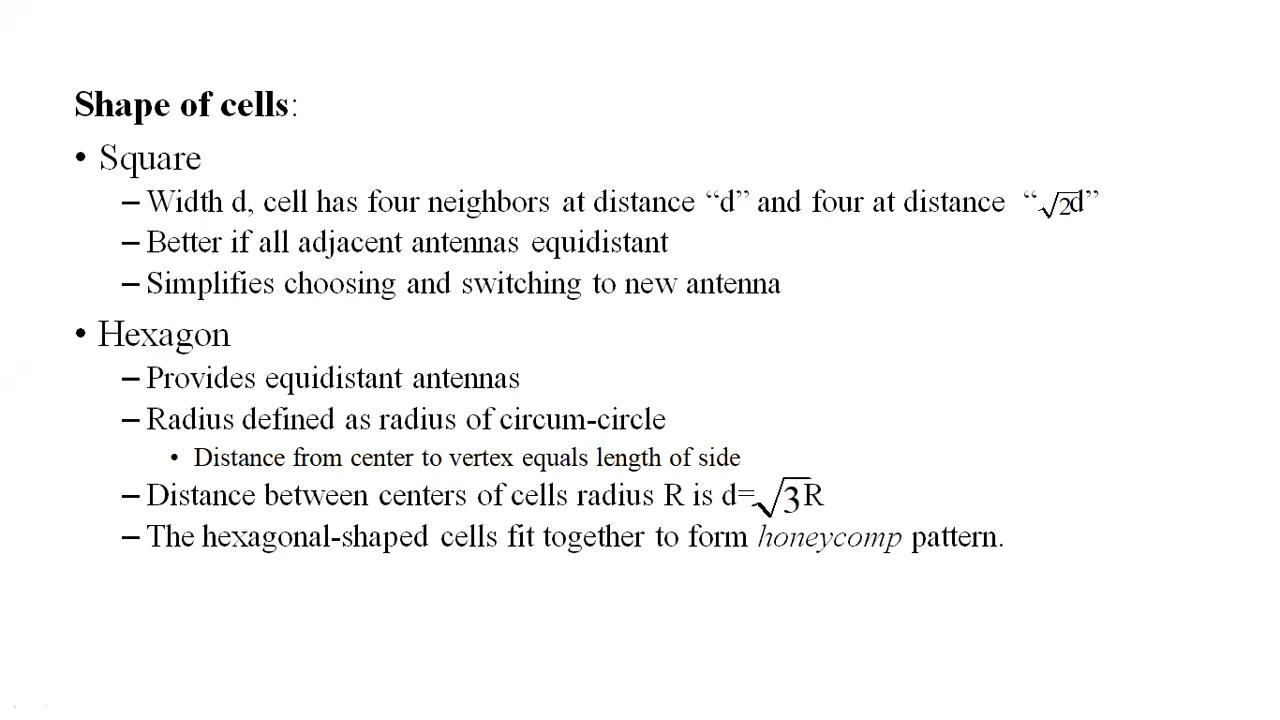 Shape of cells:
• Square
– Width d, cell has four neighbors at distance “d” and four at distance “√2d”
– Better if all adjacent antennas equidistant
– Simplifies choosing and switching to new antenna
• Hexagon
– Provides equidistant antennas
– Radius defined as radius of circum-circle
• Distance from center to vertex equals length of side
– Distance between centers of cells radius R is d=√3R
– The hexagonal-shaped cells fit together to form honeycomp pattern.